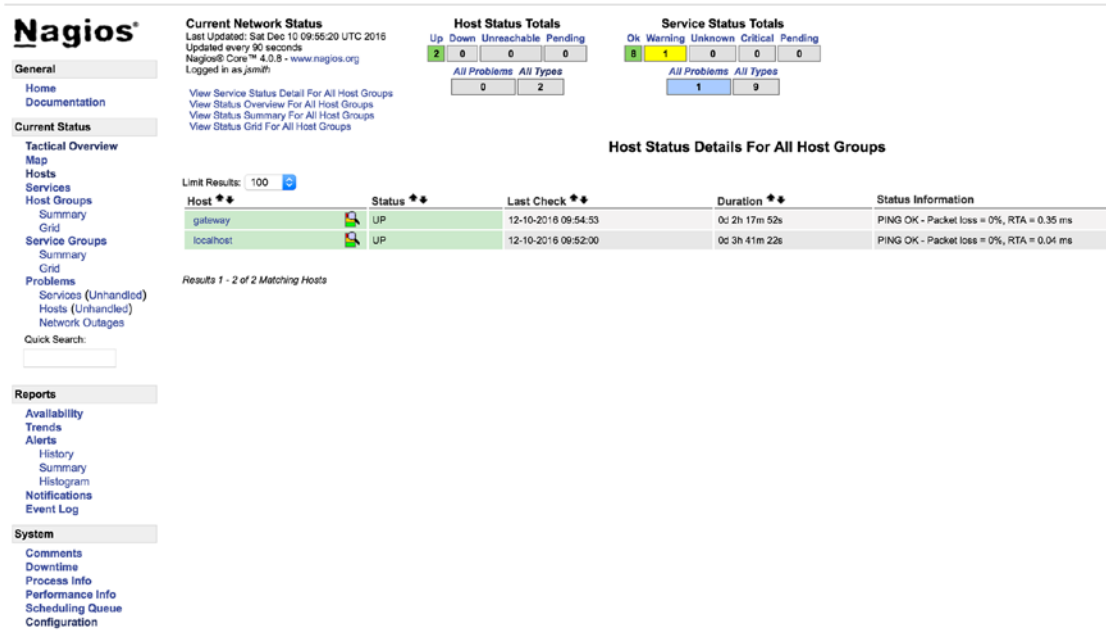 Nagios®
General
Home
Documentation
Current Status
Tactical Overview
Map
Hosts
Services
Host Groups
Summary
Grid
Service Groups
Summary
Grid
Problems
Services (Unhandled)
Hosts (Unhandled)
Network Outages
Quick Search:
Reports
Availability
Trends
Alerts
History
Summary
Histogram
Notifications
Event Log
System
Comments
Downtime
Process Info
Performance Info
Scheduling Queue
Configuration
Current Network Status
Last Updated: Sat Dec 10 09:55:20 UTC 2016
Updated every 90 seconds
Nagios® Core™ 4.0.8 - www.nagios.org
Logged in as jsmith
View Service Status Detail For All Host Groups
View Status Overview For All Host Groups
View Status Summary For All Host Groups
View Status Grid For All Host Groups
Host Status Totals
Up Down Unreachable Pending
2 0 0 0
All Problems All Types
0 2
Service Status Totals
Ok Warning Unknown Critical Pending
8 1 0 0 0
All Problems All Types
1 9
Host Status Details For All Host Groups
Limit Results: 100
Host Status Last Check Duration Status Information
gateway UP 12-10-2016 09:54:53 0d 2h 17m 52s PING OK - Packet loss = 0%, RTA = 0.35 ms
localhost UP 12-10-2016 09:52:00 0d 3h 41m 22s PING OK - Packet loss = 0%, RTA = 0.04 ms
Results 1 - 2 of 2 Matching Hosts